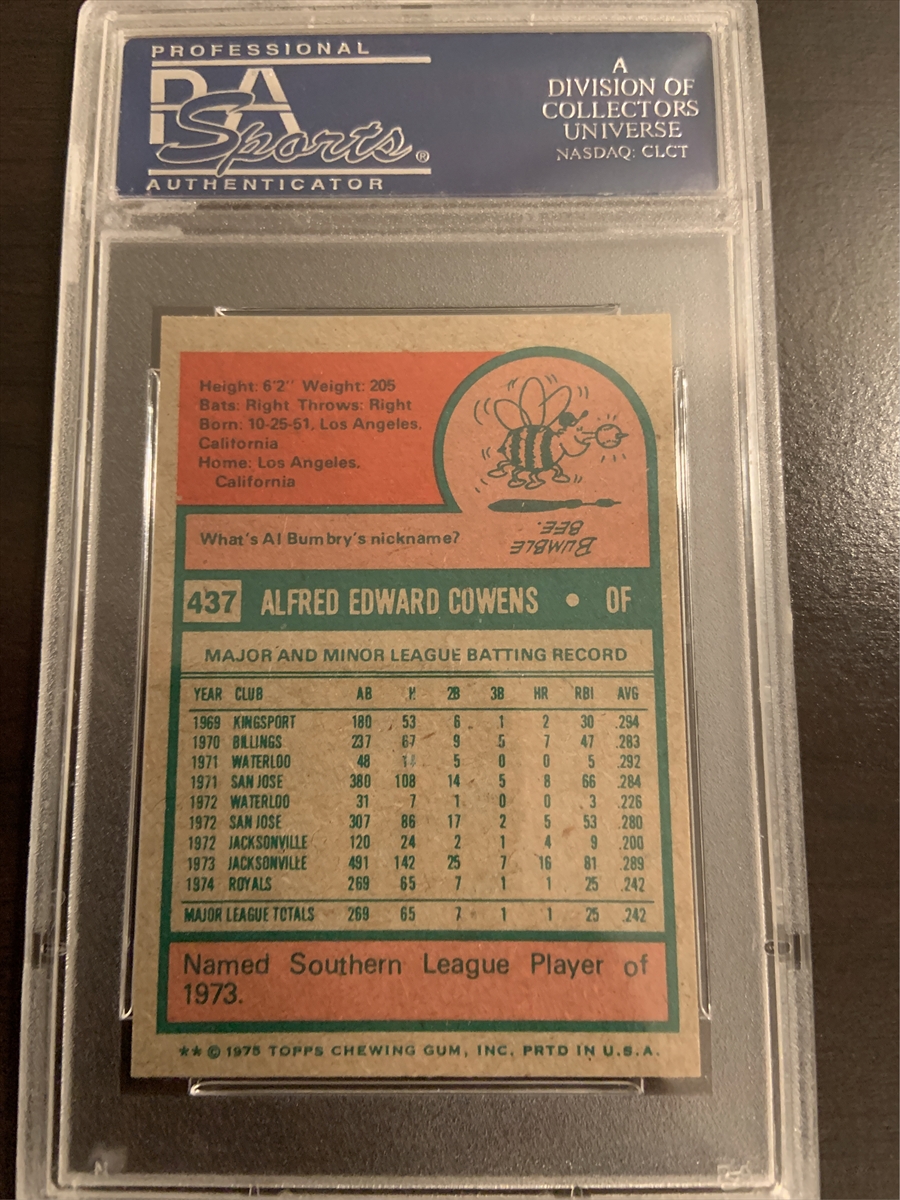 PROFESSIONAL
PSA
Sports®
AUTHENTICATOR
A
DIVISION OF
COLLECTORS
UNIVERSE
NASDAQ: CLCT
Height: 6'2" Weight: 205
Bats: Right Throws: Right
Born: 10-25-51, Los Angeles,
California
Home: Los Angeles,
California
What's Al Bumbry's nickname?
BUMBLE
BEE.
437 ALFRED EDWARD COWENS • OF
MAJOR AND MINOR LEAGUE BATTING RECORD
YEAR CLUB AB H 2B 3B HR RBI AVG
1969 KINGSPORT 180 53 6 1 2 30 .294
1970 BILLINGS 237 67 9 5 7 47 .283
1971 WATERLOO 48 14 5 0 0 5 .292
1971 SAN JOSE 380 108 14 5 8 66 .284
1972 WATERLOO 31 7 1 0 0 3 .226
1972 SAN JOSE 307 86 17 2 5 53 .280
1972 JACKSONVILLE 120 24 2 1 4 9 .200
1973 JACKSONVILLE 491 142 25 7 16 81 .289
1974 ROYALS 269 65 7 1 1 25 .242
MAJOR LEAGUE TOTALS 269 65 7 1 1 25 .242
Named Southern League Player of
1973.
** © 1975 TOPPS CHEWING GUM, INC. PRTD IN U.S.A.